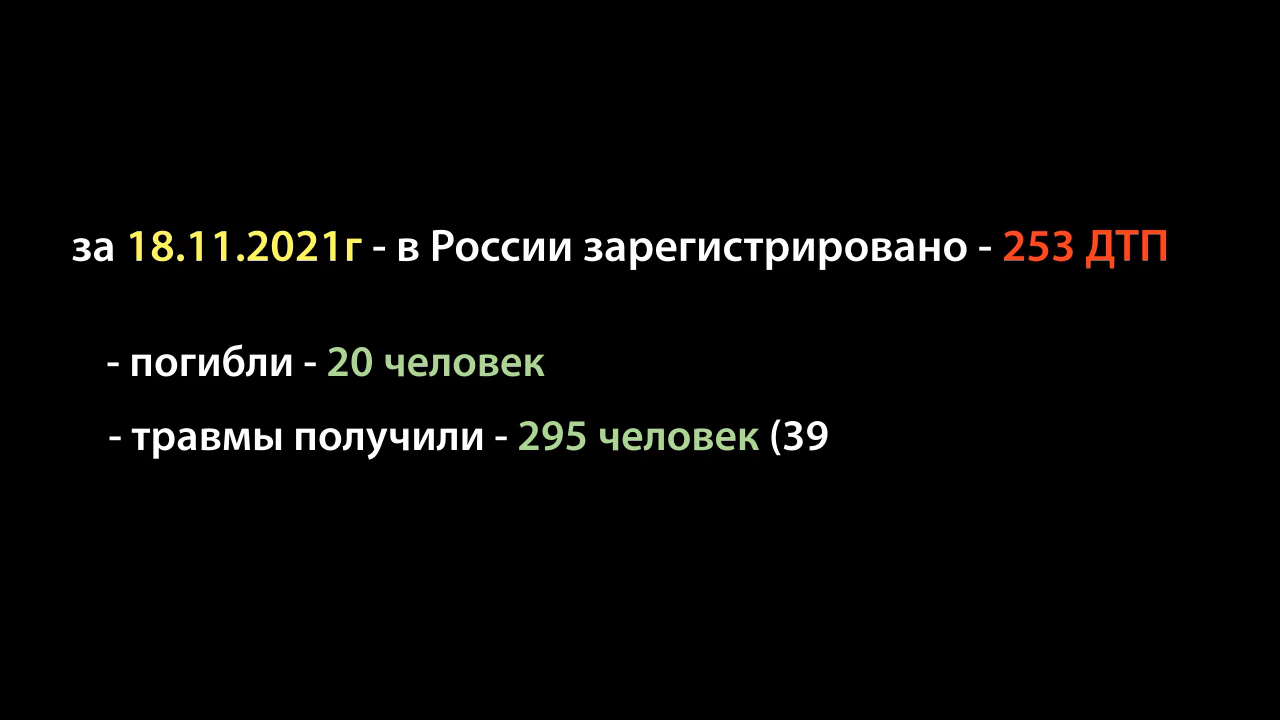 за 18.11.2021г - в России зарегистрировано - 253 ДТП
- погибли - 20 человек
- травмы получили - 295 человек (39